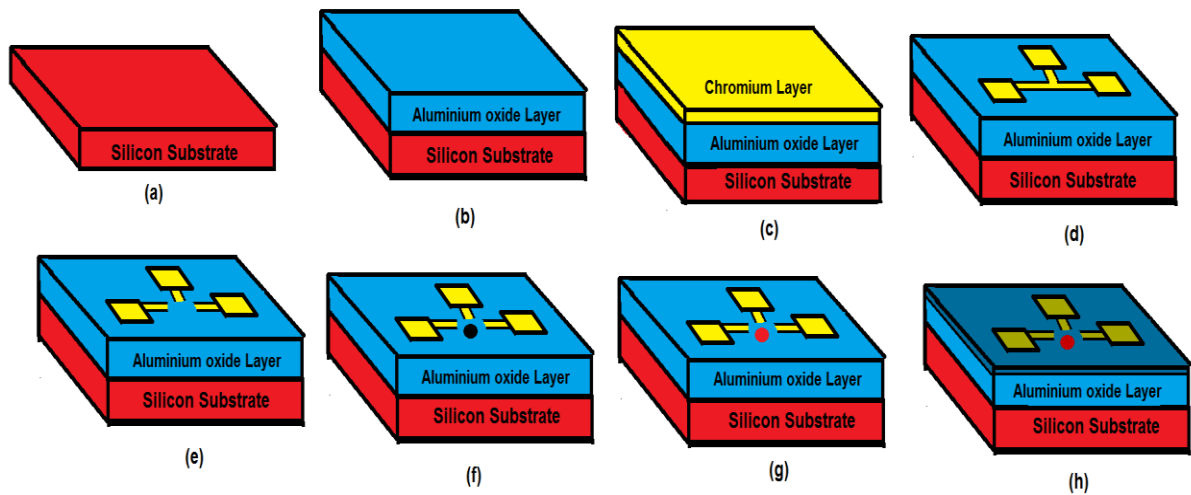 Silicon Substrate
(a)
Aluminium oxide Layer
Silicon Substrate
(b)
Chromium Layer
Aluminium oxide Layer
Silicon Substrate
(c)
Aluminium oxide Layer
Silicon Substrate
(d)
Aluminium oxide Layer
Silicon Substrate
(e)
Aluminium oxide Layer
Silicon Substrate
(f)
Aluminium oxide Layer
Silicon Substrate
(g)
Aluminium oxide Layer
Silicon Substrate
(h)